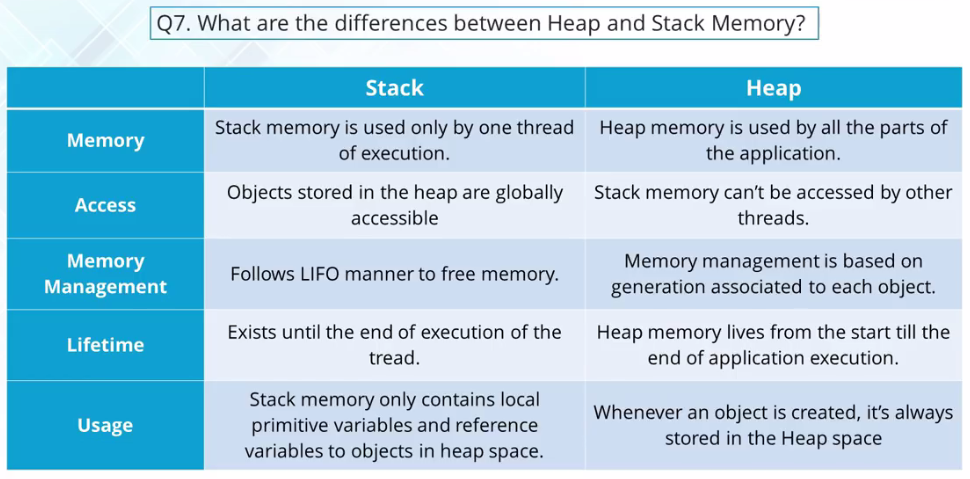 Q7. What are the differences between Heap and Stack Memory?
Stack
Heap
Memory
Stack memory is used only by one thread
of execution.
Heap memory is used by all the parts of
the application.
Access
Objects stored in the heap are globally
accessible
Stack memory can't be accessed by other
threads.
Memory
Management
Follows LIFO manner to free memory.
Memory management is based on
generation associated to each object.
Lifetime
Exists until the end of execution of the
tread.
Heap memory lives from the start till the
end of application execution.
Usage
Stack memory only contains local
primitive variables and reference
variables to objects in heap space.
Whenever an object is created, it's always
stored in the Heap space